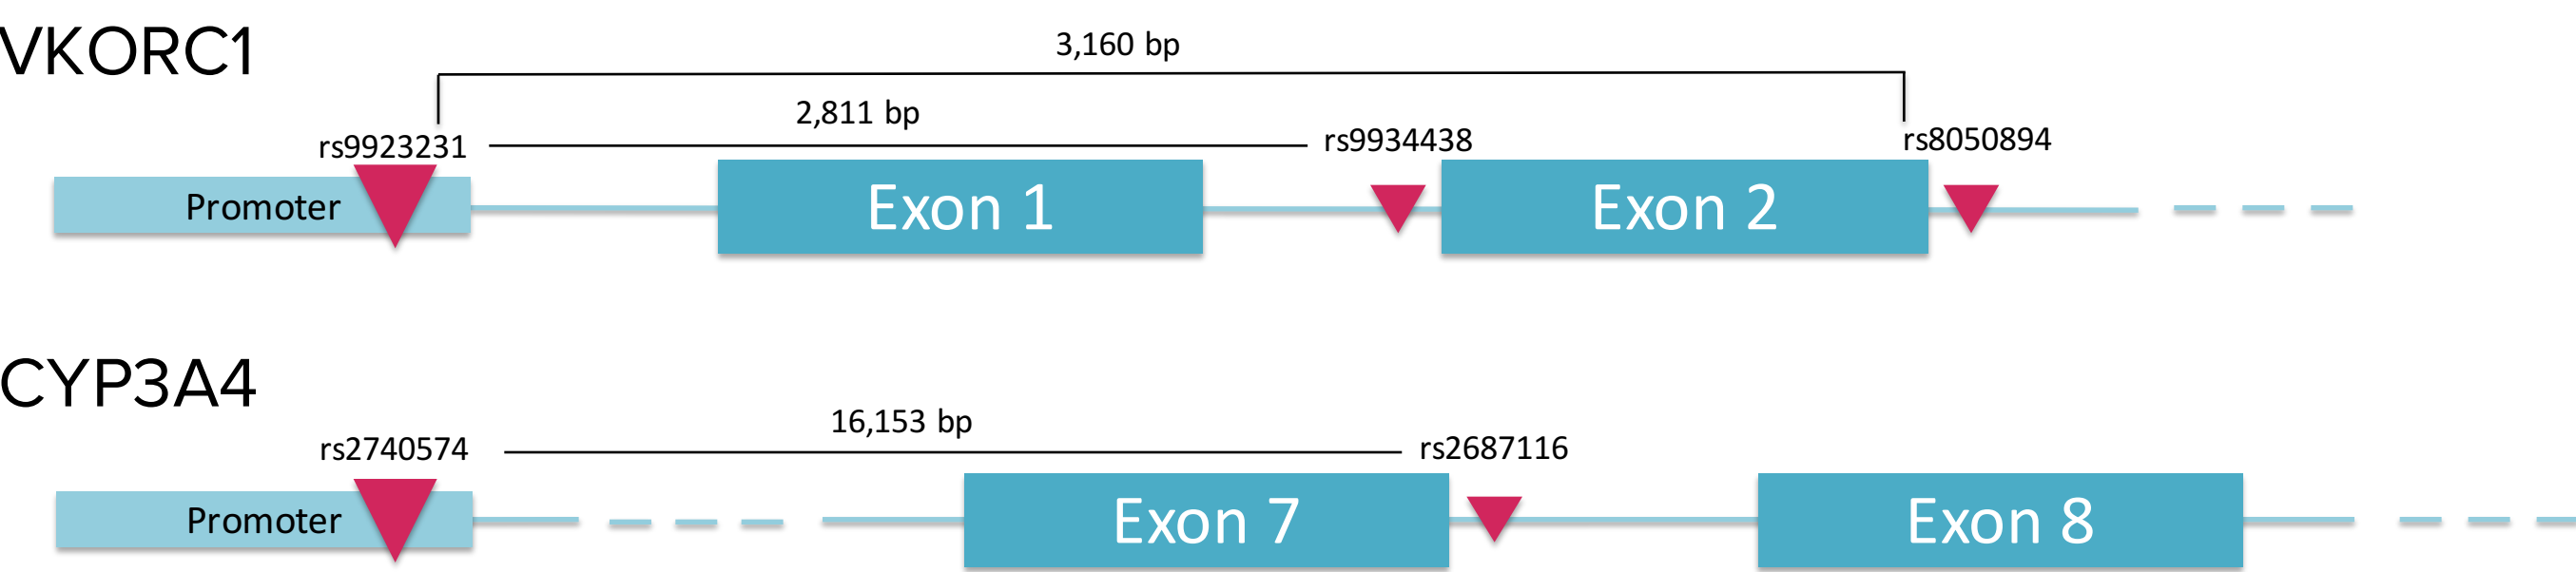 VKORC1
3,160 bp
2,811 bp
rs9923231
rs9934438
rs8050894
Promoter
Exon 1
Exon 2
CYP3A4
16,153 bp
rs2740574
rs2687116
Promoter
Exon 7
Exon 8